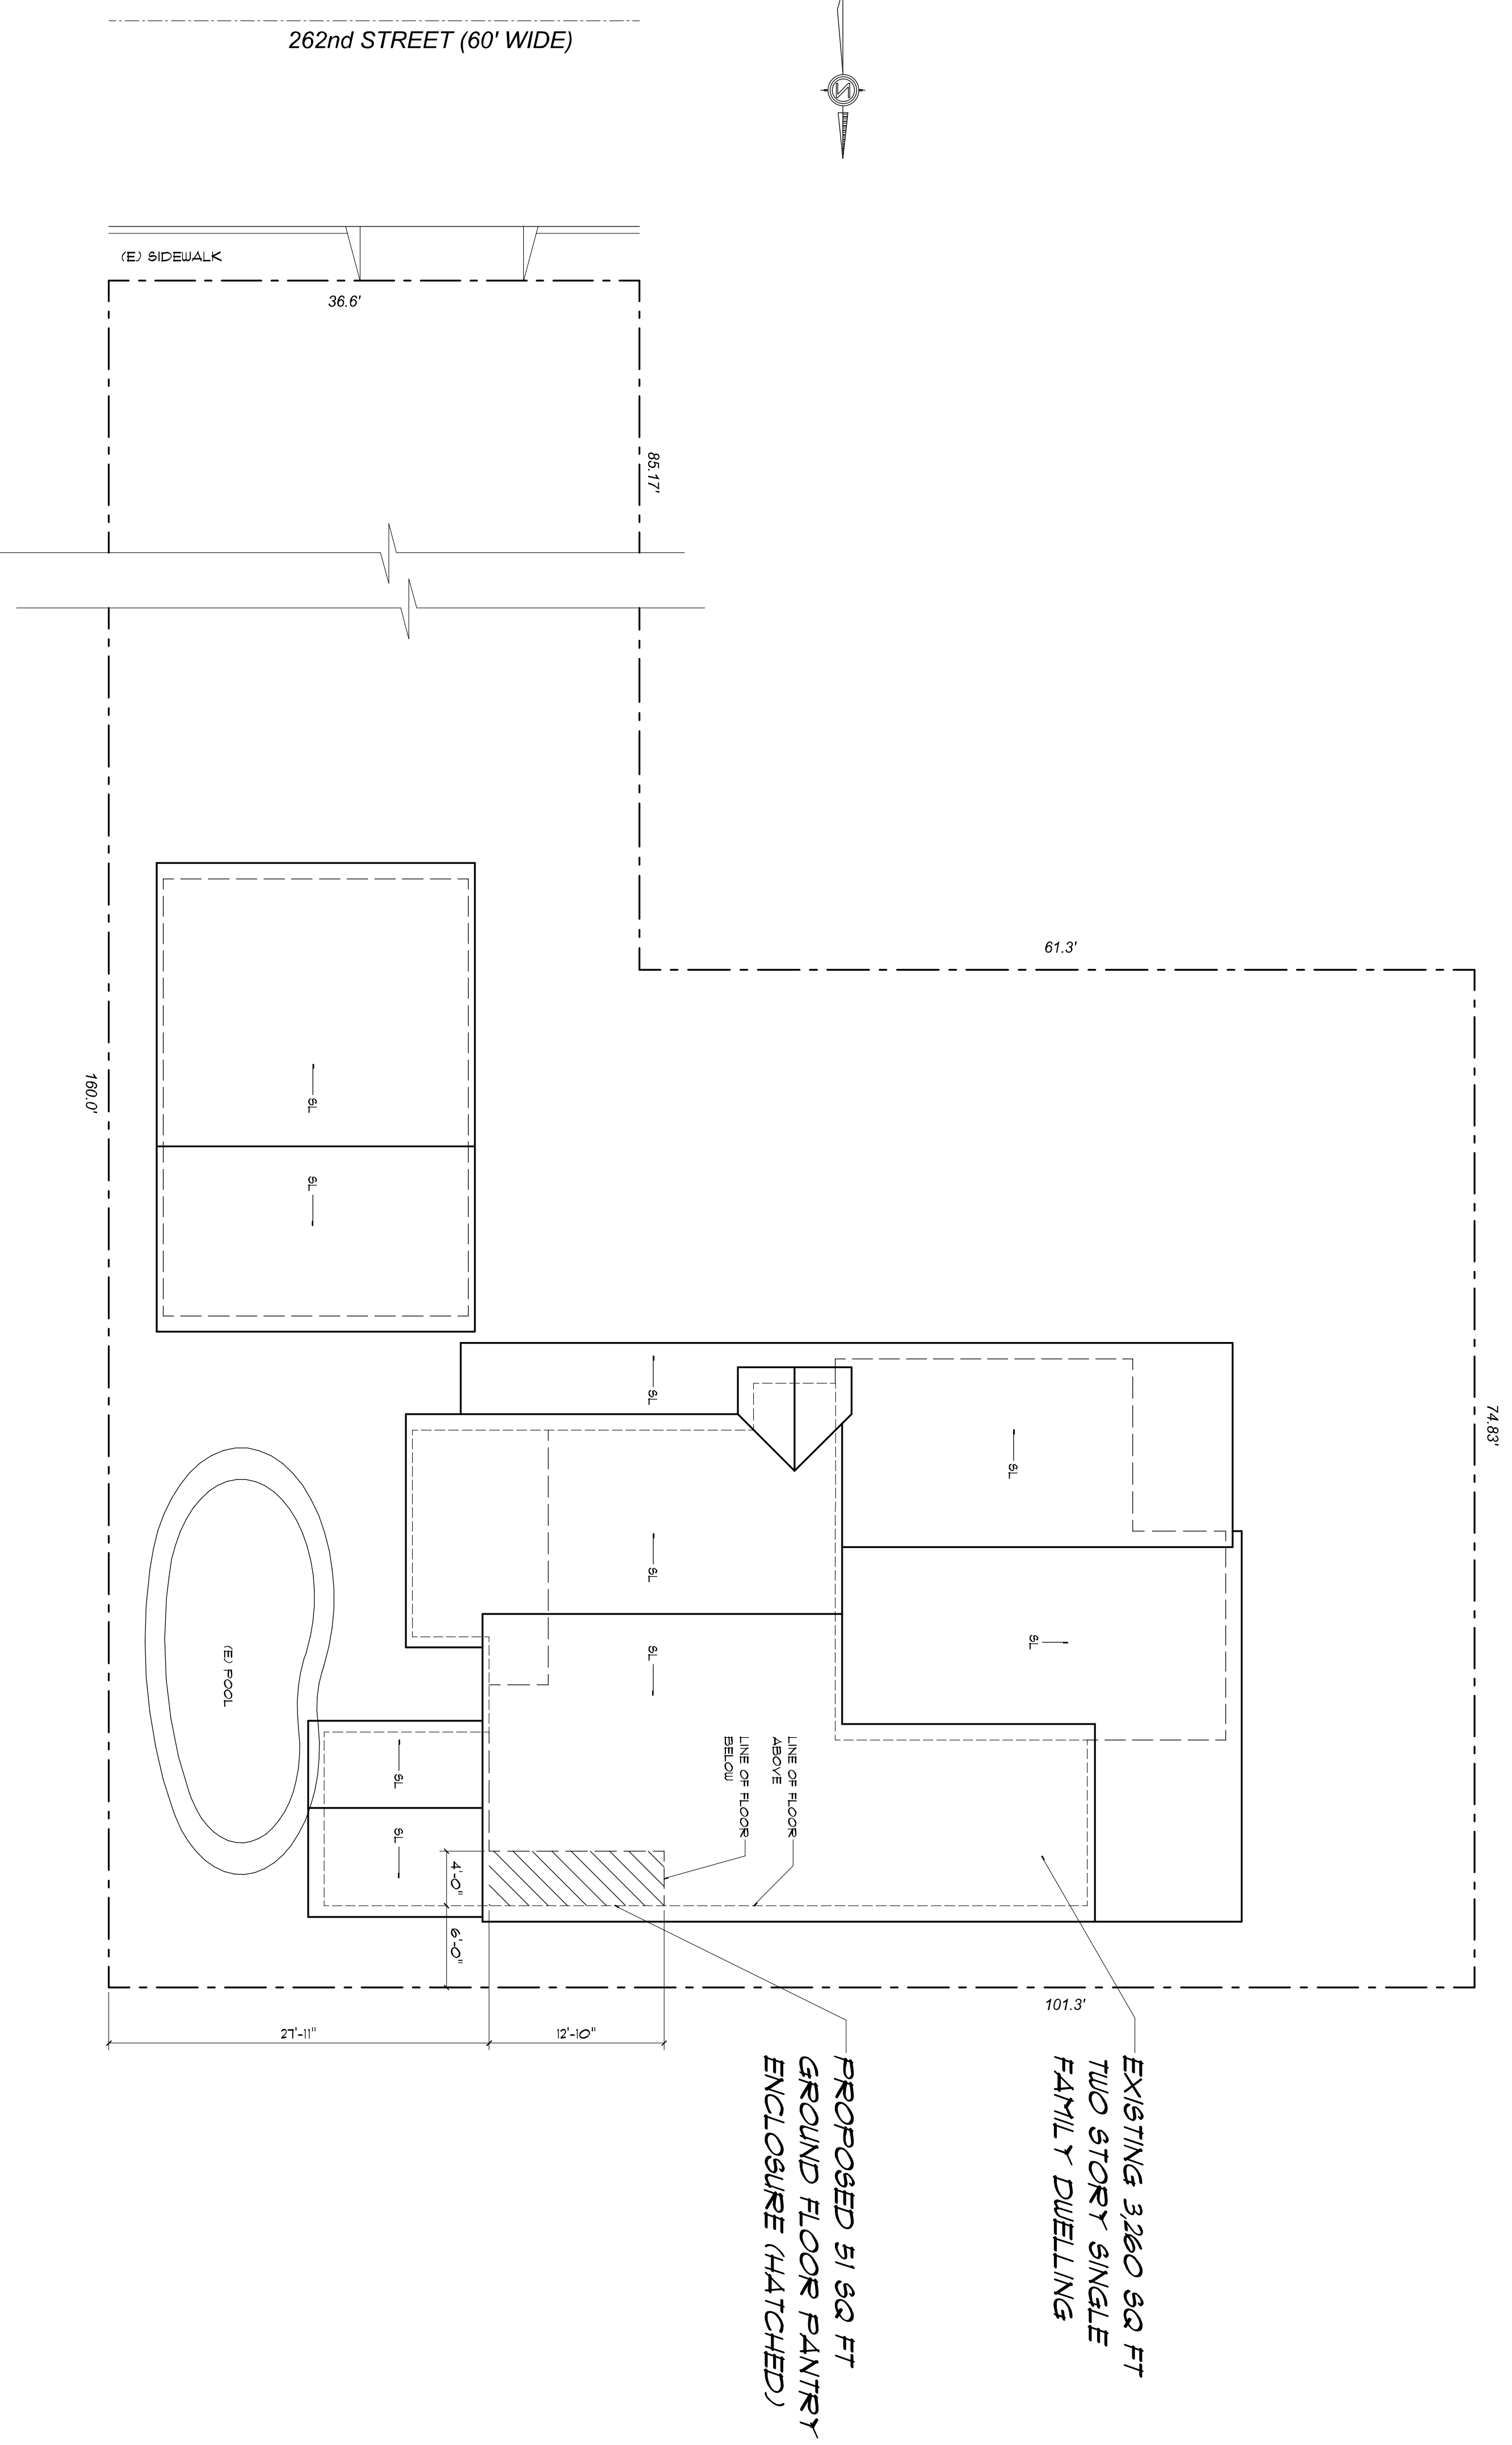 262nd STREET (60' WIDE)
N
(E) SIDEWALK
36.6'
85.17'
61.3'
160.0'
74.83'
SL
SL
SL
SL
SL
SL
SL
SL
(E) POOL
LINE OF FLOOR
ABOVE
LINE OF FLOOR
BELOW
SL
SL
4'-0"
6'-0"
101.3'
27'-11"
12'-10"
PROPOSED 51 SQ FT
GROUND FLOOR PANTRY
ENCLOSURE (HATCHED)
EXISTING 3,260 SQ FT
TWO STORY SINGLE
FAMILY DWELLING